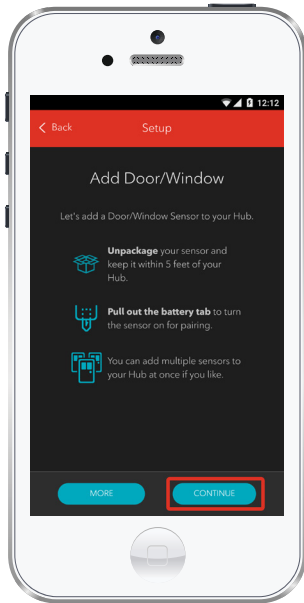 12:12
Back Setup
Add Door/Window
Let's add a Door/Window Sensor to your Hub.
Unpackage your sensor and
keep it within 5 feet of your
Hub.
Pull out the battery tab to turn
the sensor on for pairing.
You can add multiple sensors to
your Hub at once if you like.
MORE CONTINUE